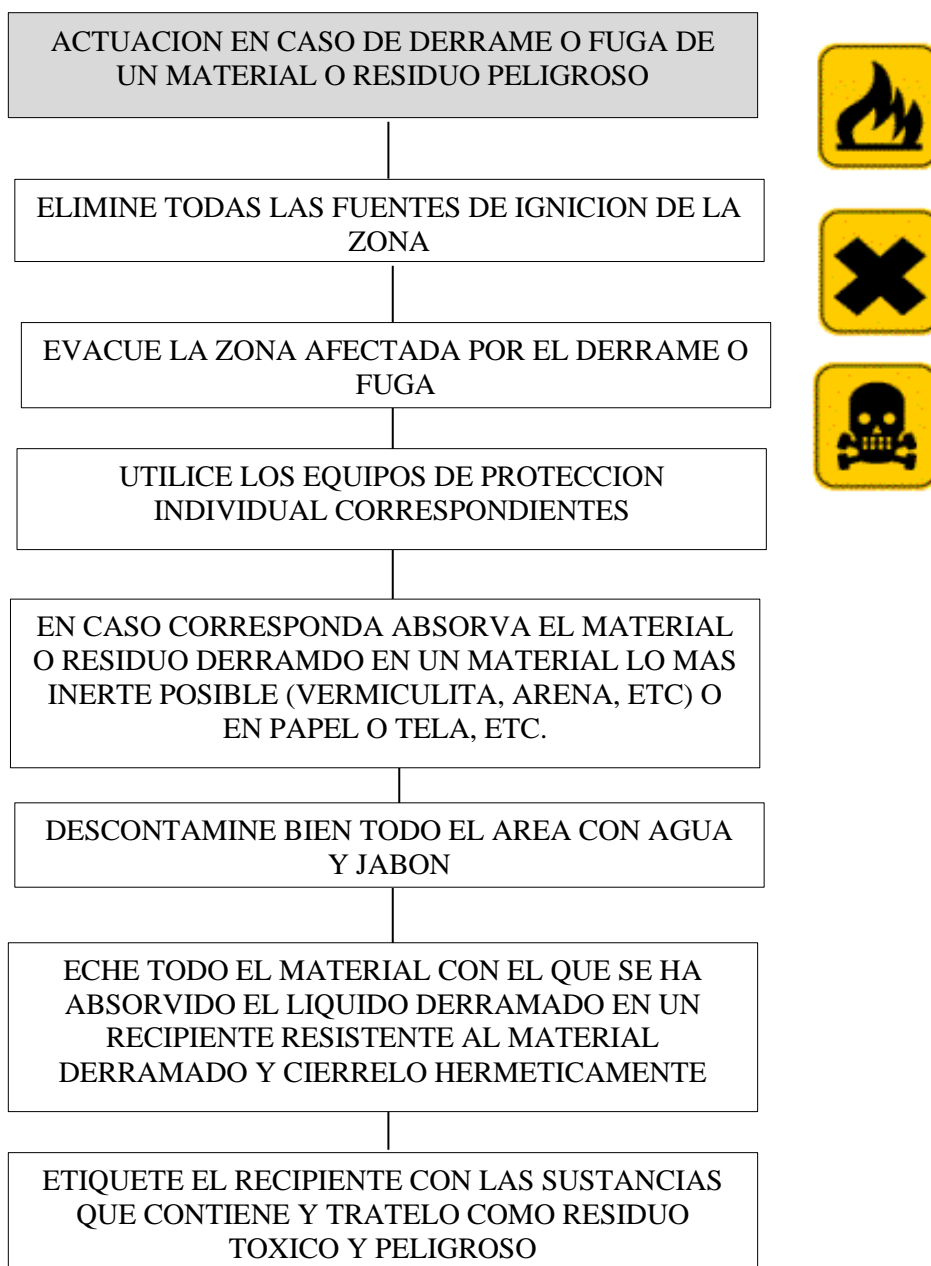 ACTUACION EN CASO DE DERRAME O FUGA DE
UN MATERIAL O RESIDUO PELIGROSO
ELIMINE TODAS LAS FUENTES DE IGNICION DE LA
ZONA
EVACUE LA ZONA AFECTADA POR EL DERRAME O
FUGA
UTILICE LOS EQUIPOS DE PROTECCION
INDIVIDUAL CORRESPONDIENTES
EN CASO CORRESPONDA ABSORVA EL MATERIAL
O RESIDUO DERRAMDO EN UN MATERIAL LO MAS
INERTE POSIBLE (VERMICULITA, ARENA, ETC) O
EN PAPEL O TELA, ETC.
DESCONTAMINE BIEN TODO EL AREA CON AGUA
Y JABON
ECHE TODO EL MATERIAL CON EL QUE SE HA
ABSORVIDO EL LIQUIDO DERRAMADO EN UN
RECIPIENTE RESISTENTE AL MATERIAL
DERRAMADO Y CIERRELO HERMETICAMENTE
ETIQUETE EL RECIPIENTE CON LAS SUSTANCIAS
QUE CONTIENE Y TRATELO COMO RESIDUO
TOXICO Y PELIGROSO